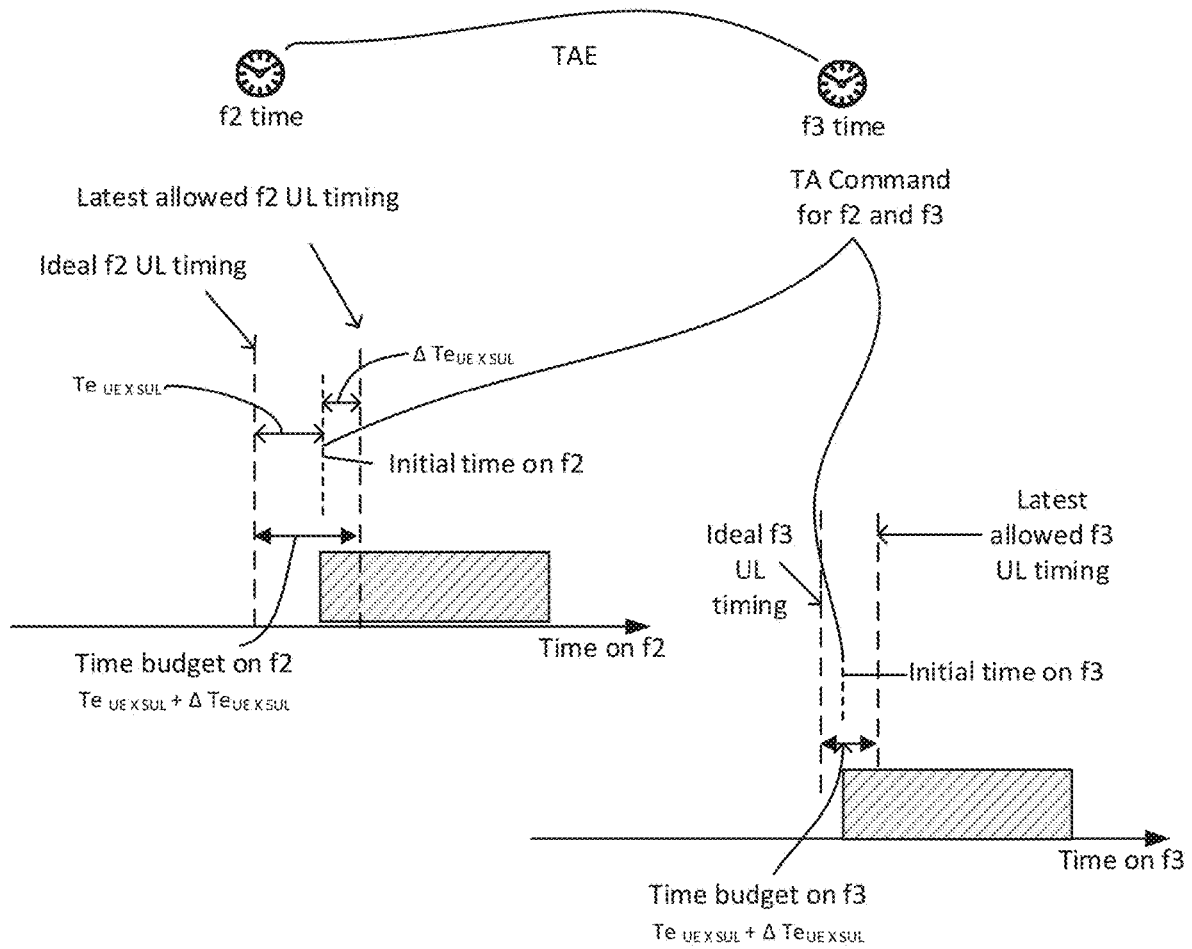 TAE
f2 time
f3 time
TA Command
for f2 and f3
Latest allowed f2 UL timing
Ideal f2 UL timing
Δ Te UE X SUL
Te UE X SUL
Initial time on f2
Latest
allowed f3
UL timing
Ideal f3
UL
timing
Time on f2
Time budget on f2
Te UE X SUL + Δ Te UE X SUL
Initial time on f3
Time on f3
Time budget on f3
Te UE X SUL + Δ Te UE X SUL